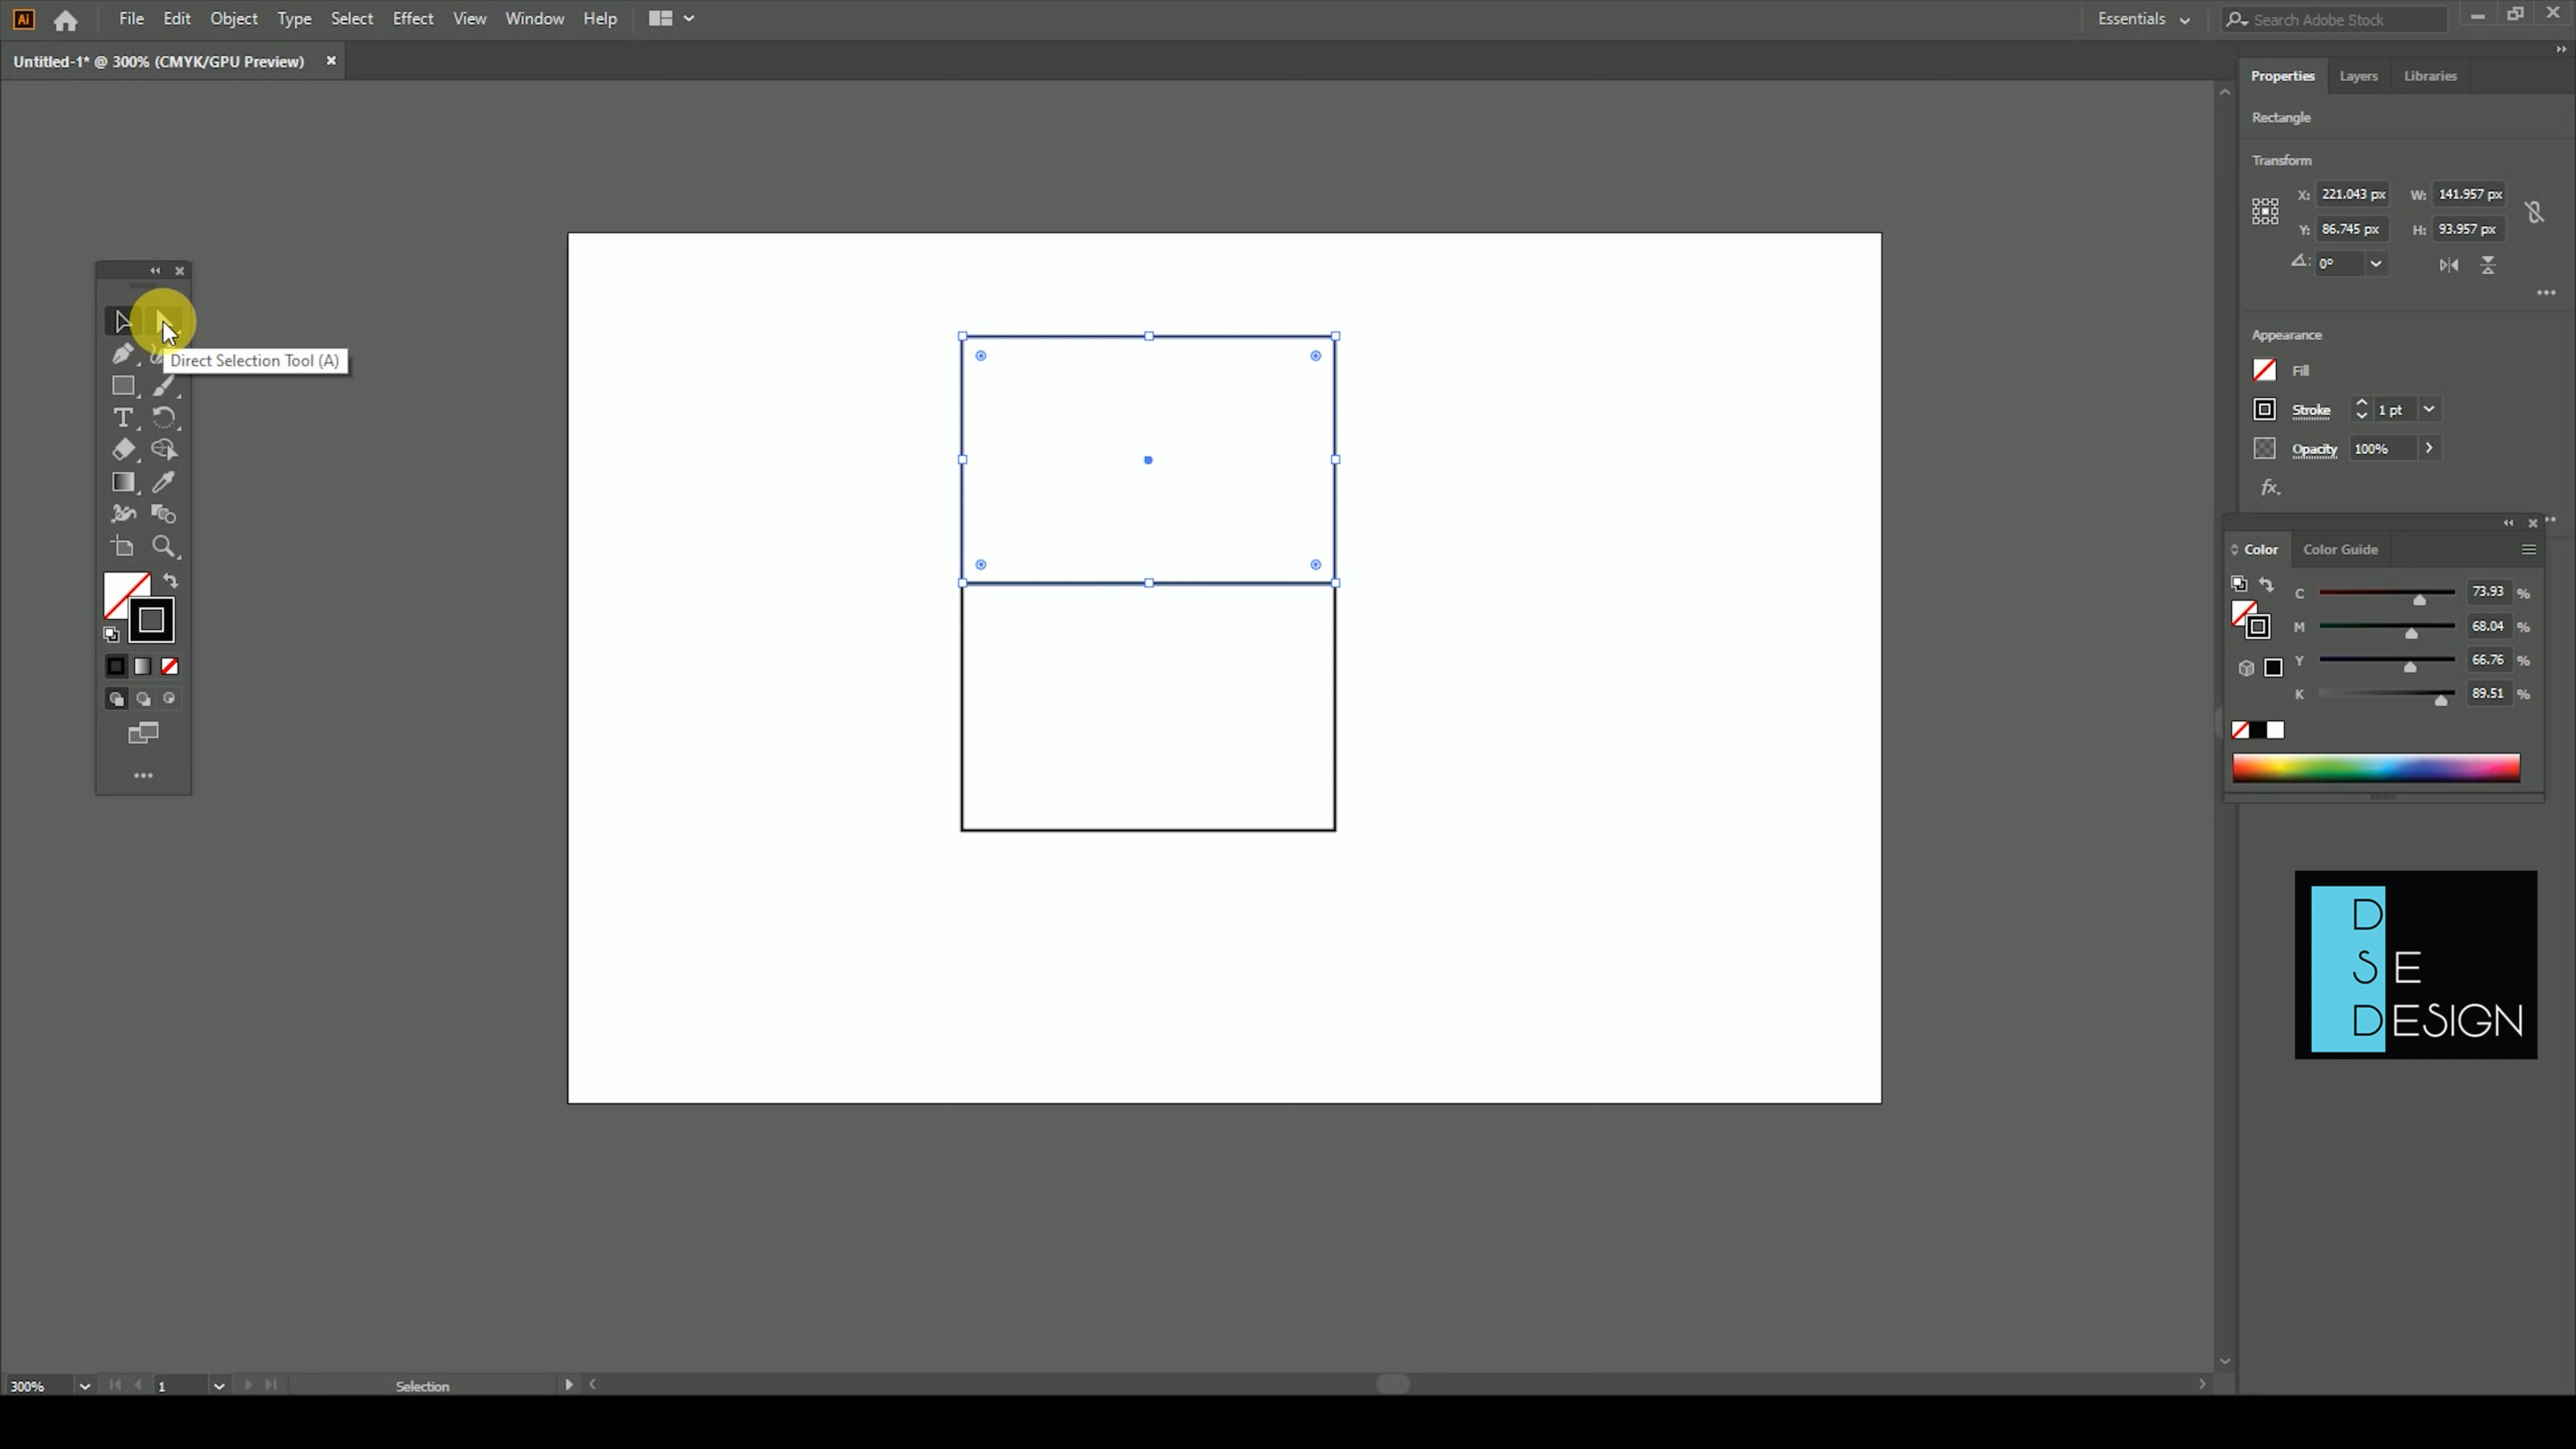 Ai File Edit Object Type Select Effect View Window Help Essentials Search Adobe Stock
Untitled-1* @ 300% (CMYK/GPU Preview)
Properties Layers Libraries
Rectangle
Transform
X: 221.043 px W: 141.957 px
Y: 86.745 px H: 93.957 px
0°
Direct Selection Tool (A)
Appearance
Fill
Stroke 1 pt
Opacity 100%
fx
Color Color Guide
C 73.93 %
M 68.04 %
Y 66.76 %
K 89.51 %
D
S E
DESIGN
300% 1 Selection